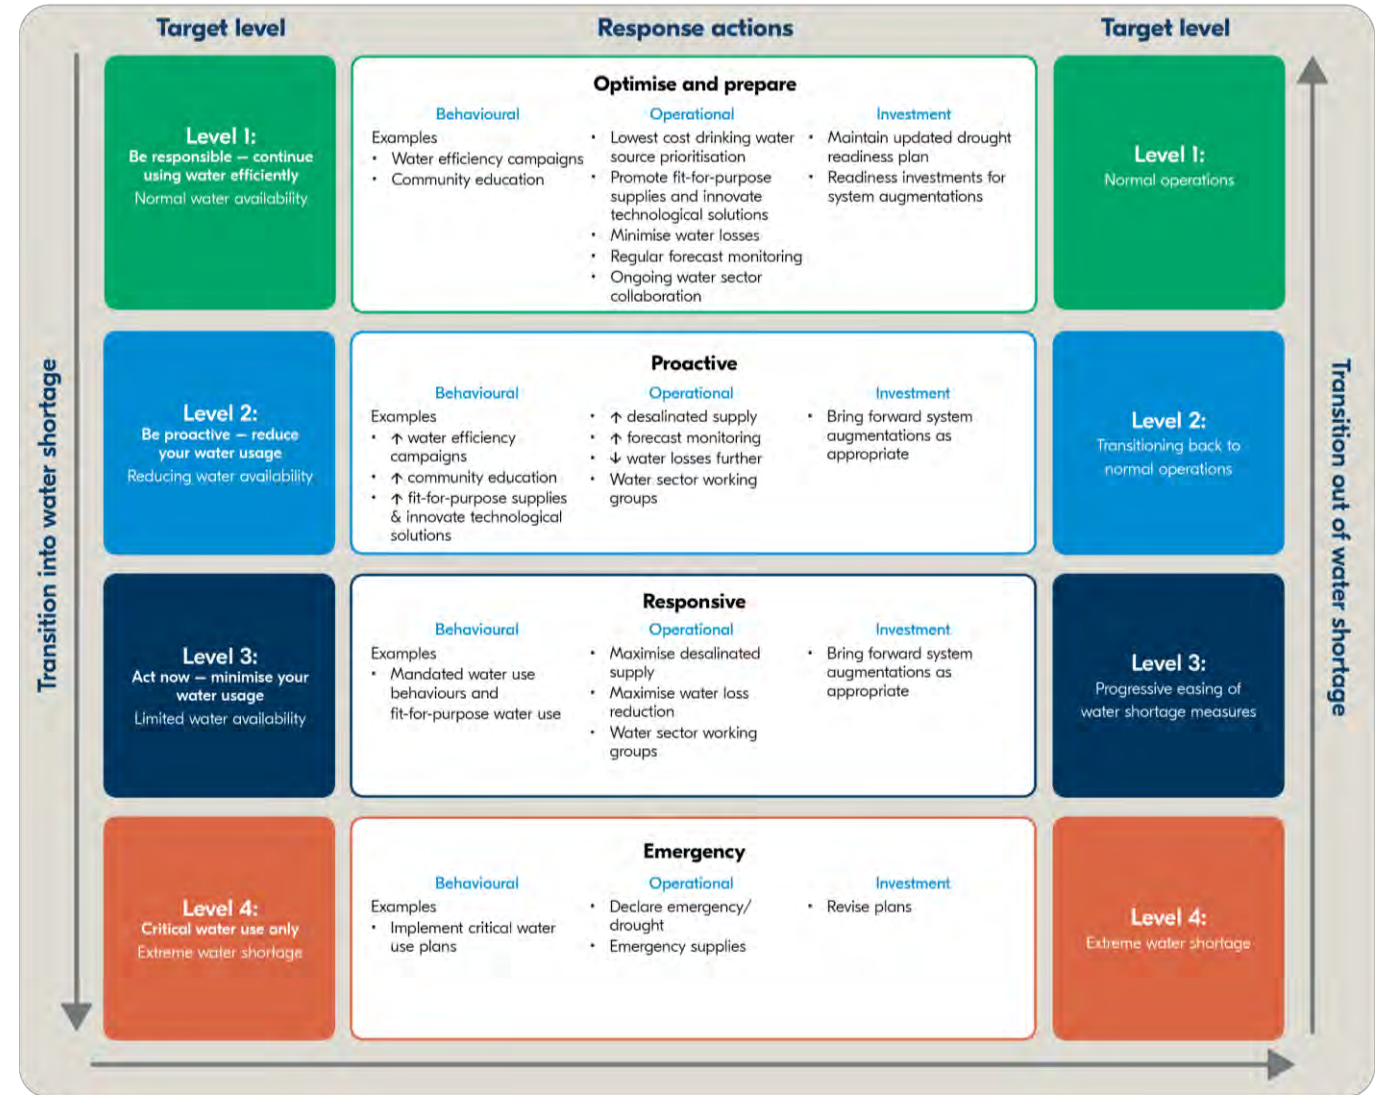 Target level
Response actions
Target level
Transition into water shortage
Level 1:
Be responsible – continue
using water efficiently
Normal water availability
Optimise and prepare
Behavioural
Examples
• Water efficiency campaigns
• Community education
Operational
• Lowest cost drinking water
source prioritisation
• Promote fit-for-purpose
supplies and innovate
technological solutions
• Minimise water losses
• Regular forecast monitoring
• Ongoing water sector
collaboration
Investment
• Maintain updated drought
readiness plan
• Readiness investments for
system augmentations
Level 1:
Normal operations
Level 2:
Be proactive – reduce
your water usage
Reducing water availability
Proactive
Behavioural
Examples
• ↑ water efficiency
campaigns
• ↑ community education
• ↑ fit-for-purpose supplies
& innovate technological
solutions
Operational
• ↑ desalinated supply
• ↑ forecast monitoring
• ↓ water losses further
• Water sector working
groups
Investment
• Bring forward system
augmentations as
appropriate
Level 2:
Transitioning back to
normal operations
Level 3:
Act now – minimise your
water usage
Limited water availability
Responsive
Behavioural
Examples
• Mandated water use
behaviours and
fit-for-purpose water use
Operational
• Maximise desalinated
supply
• Maximise water loss
reduction
• Water sector working
groups
Investment
• Bring forward system
augmentations as
appropriate
Level 3:
Progressive easing of
water shortage measures
Level 4:
Critical water use only
Extreme water shortage
Emergency
Behavioural
Examples
• Implement critical water
use plans
Operational
• Declare emergency/
drought
• Emergency supplies
Investment
• Revise plans
Level 4:
Extreme water shortage
Transition out of water shortage